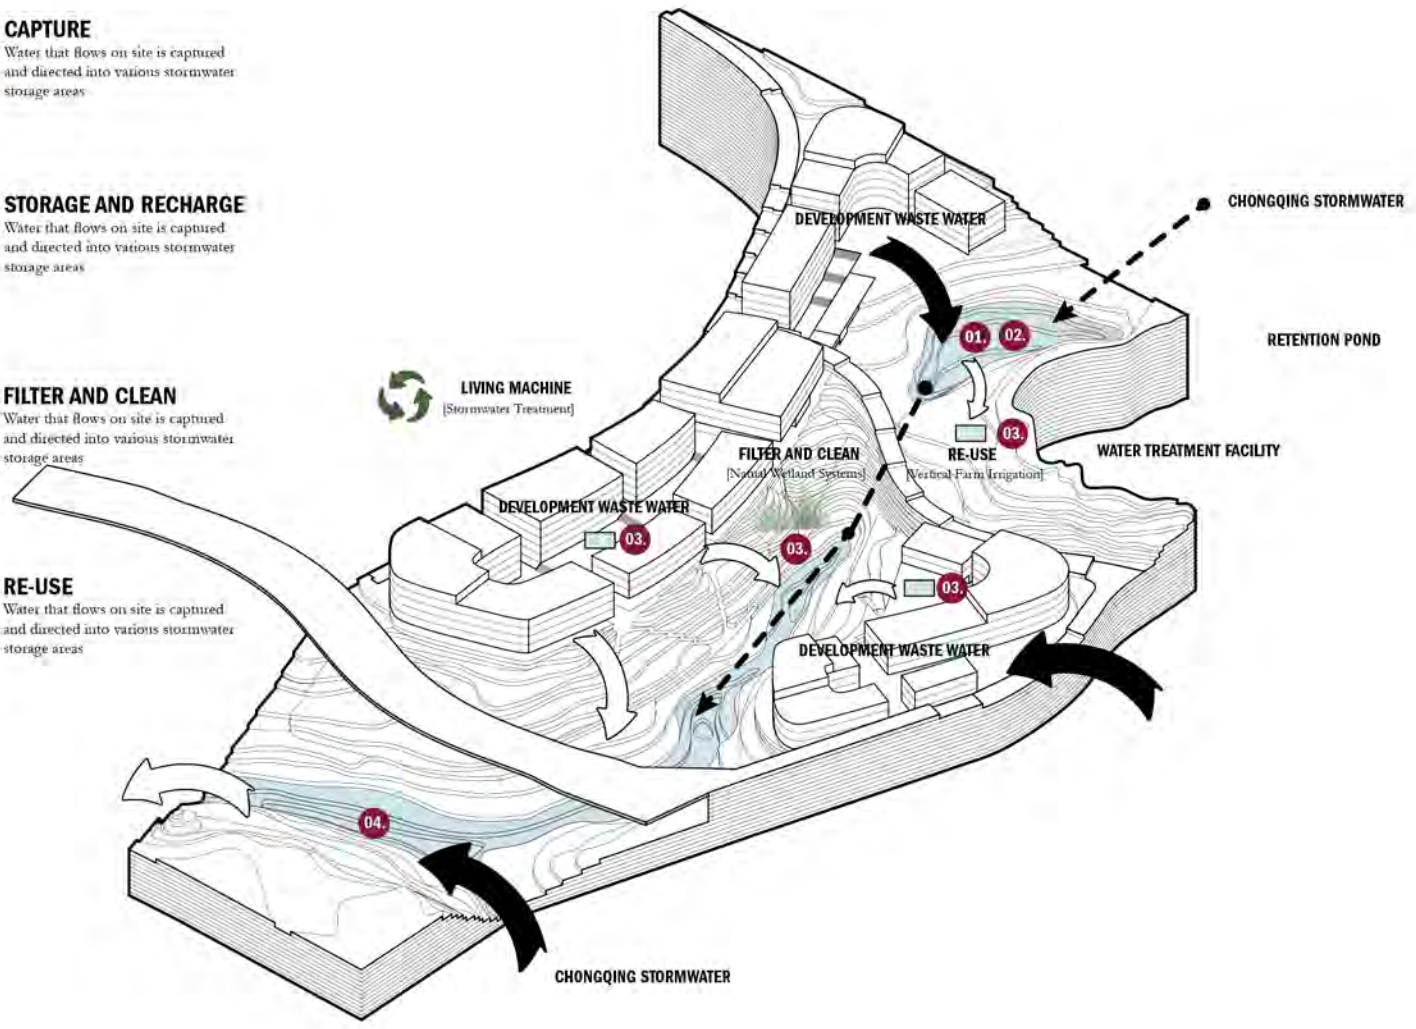 CAPTURE
Water that flows on site is captured
and directed into various stormwater
storage areas
STORAGE AND RECHARGE
Water that flows on site is captured
and directed into various stormwater
storage areas
FILTER AND CLEAN
Water that flows on site is captured
and directed into various stormwater
storage areas
RE-USE
Water that flows on site is captured
and directed into various stormwater
storage areas
DEVELOPMENT WASTE WATER
CHONGQING STORMWATER
01.
02.
RETENTION POND
LIVING MACHINE
[Stormwater Treatment]
03.
FILTER AND CLEAN
[Natual Wetland Systems]
RE-USE
[Vertical Farm Irrigation]
WATER TREATMENT FACILITY
DEVELOPMENT WASTE WATER
03.
03.
03.
DEVELOPMENT WASTE WATER
04.
CHONGQING STORMWATER